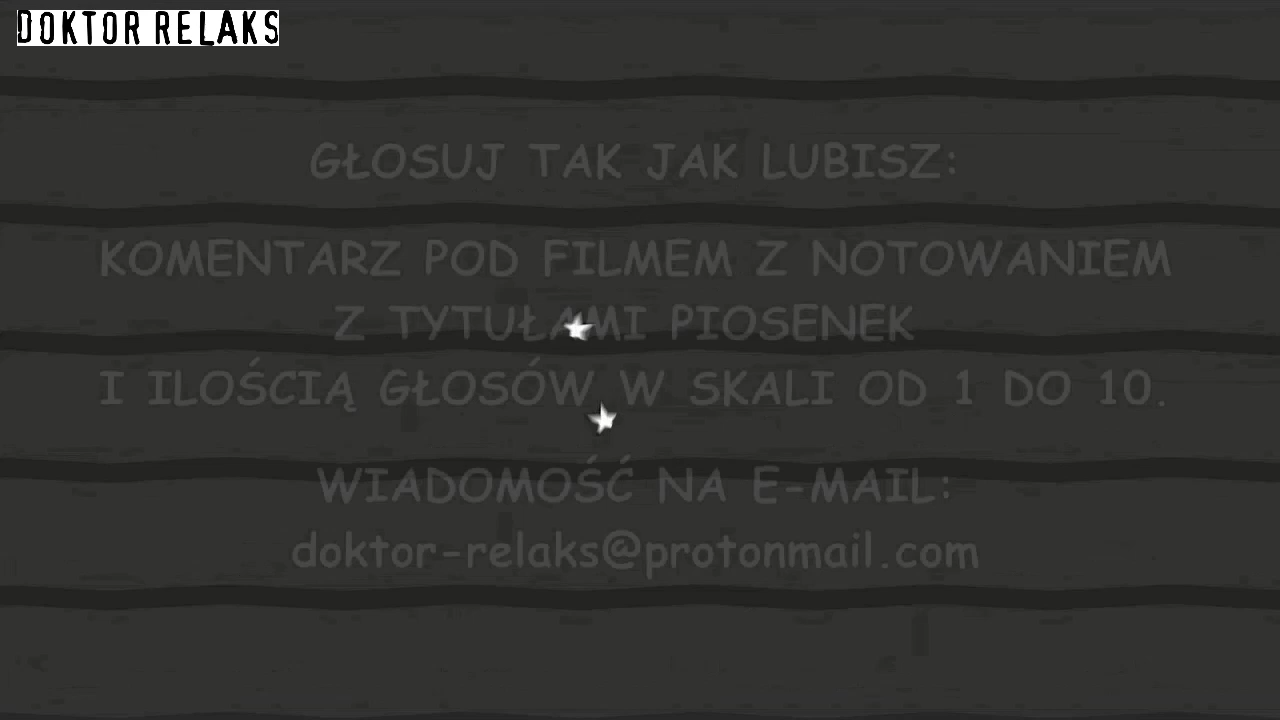 DOKTOR RELAKS
GŁOSUJ TAK JAK LUBISZ:
KOMENTARZ POD FILMEM Z NOTOWANIEM
Z TYTUŁAMI PIOSENEK
I ILOŚCIĄ GŁOSÓW W SKALI OD 1 DO 10.
WIADOMOŚĆ NA E-MAIL:
doktor-relaks@protonmail.com